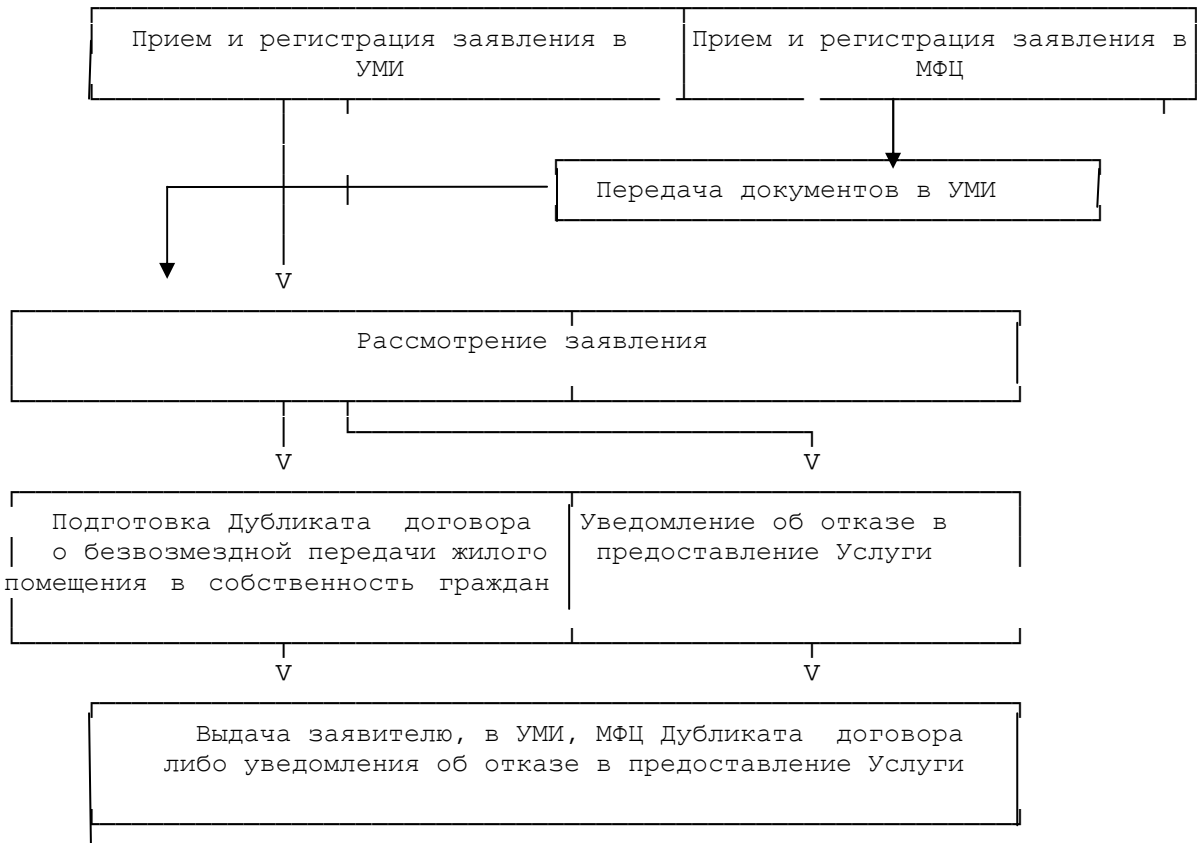 Прием и регистрация заявления в
УМИ
Прием и регистрация заявления в
МФЦ
Передача документов в УМИ
V
Рассмотрение заявления
V
V
Подготовка Дубликата договора
о безвозмездной передачи жилого
помещения в собственность граждан
Уведомление об отказе в
предоставление Услуги
V
V
Выдача заявителю, в УМИ, МФЦ Дубликата договора
либо уведомления об отказе в предоставление Услуги